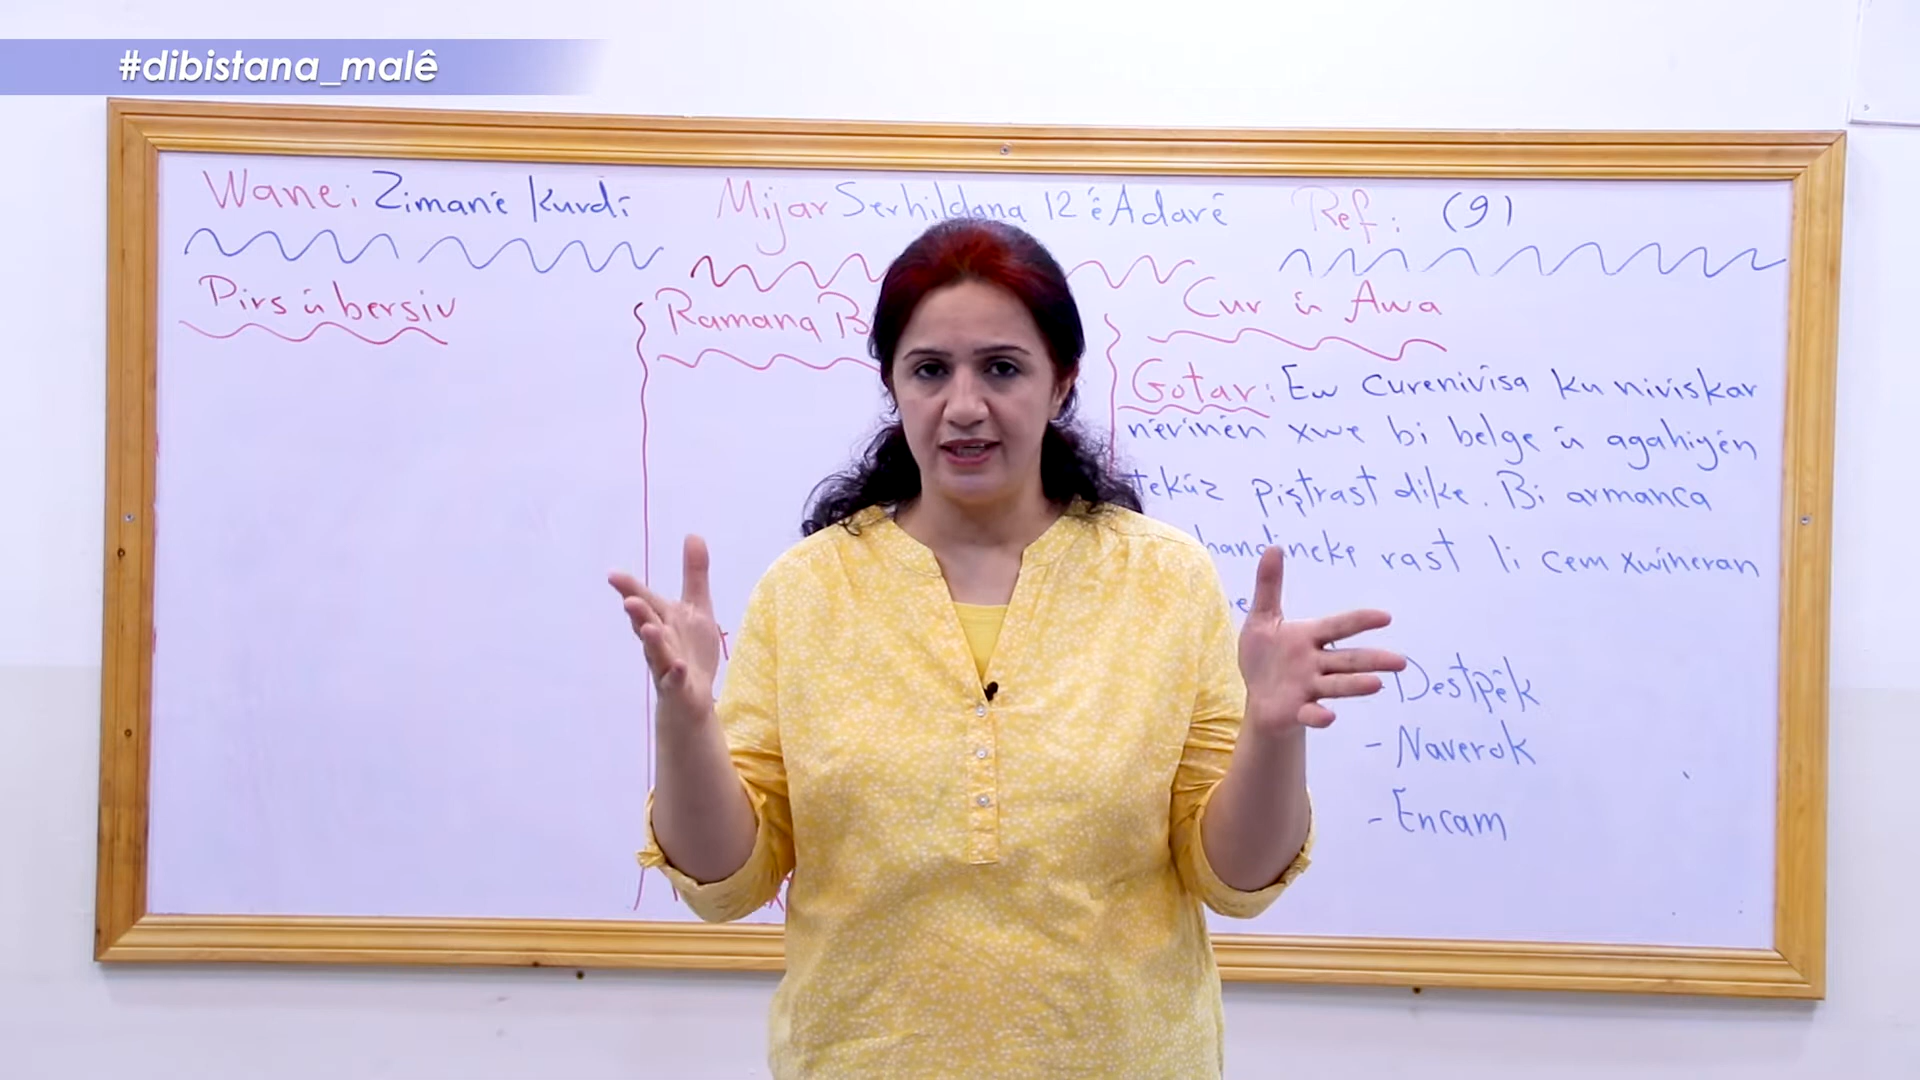 #dibistana_malê
Wane: Zimanê Kurdî
Mijar Serhildana 12'ê Adarê
Ref: (9)
Pirs û bersiv
Ramana
Cur û Awa
Gotar: Ew curenivîsa ku nivîskar
nêrînên xwe bi belge û agahiyên
tekûz piştrast dike. Bi armanca
rast li cem xwîneran
- Destpêk
- Naverok
- Encam